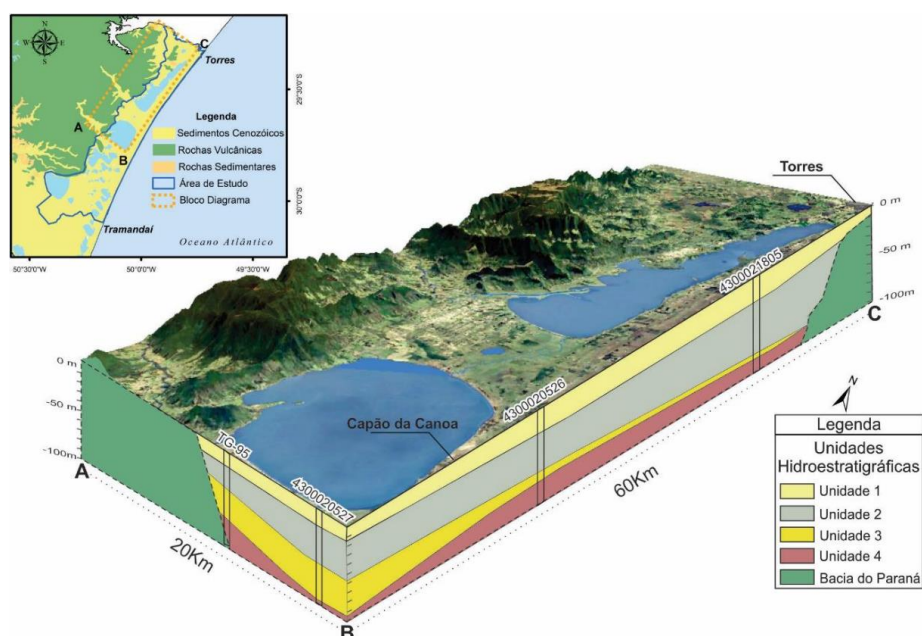 N
W
E
S
C
Torres
Legenda
A
Sedimentos Cenozóicos
Rochas Vulcânicas
B
Rochas Sedimentares
Área de Estudo
Bloco Diagrama
Tramandaí
Oceano Atlântico
29°30'0"S
30°0'0"S
50°30'0"W
50°0'0"W
49°30'0"W
Torres
0 m
-50 m
-100m
C
4300021805
0 m
-50 m
-100m
A
TG-95
4300020527
Capão da Canoa
4300020526
20Km
60Km
B
N
Legenda
Unidades
Hidroestratigráficas
Unidade 1
Unidade 2
Unidade 3
Unidade 4
Bacia do Paraná